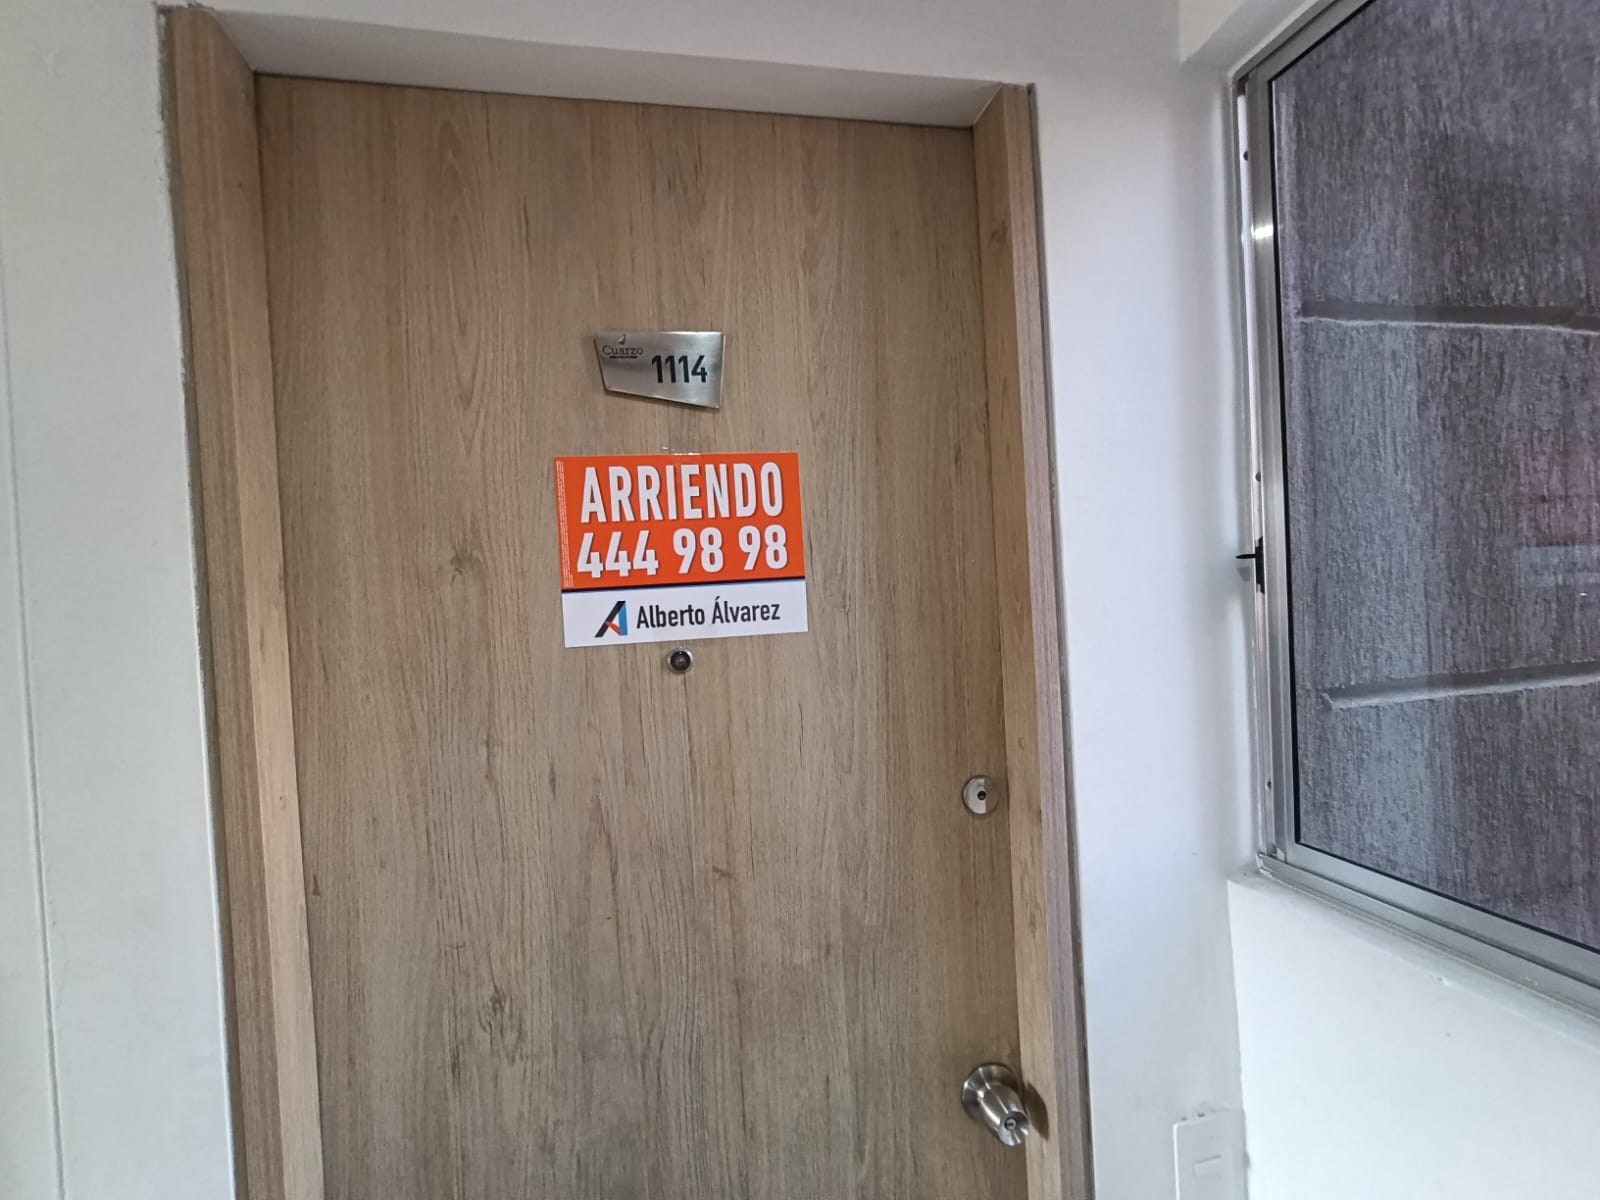 Cuarzo
1114
ARRIENDO
444 98 98
Alberto Álvarez